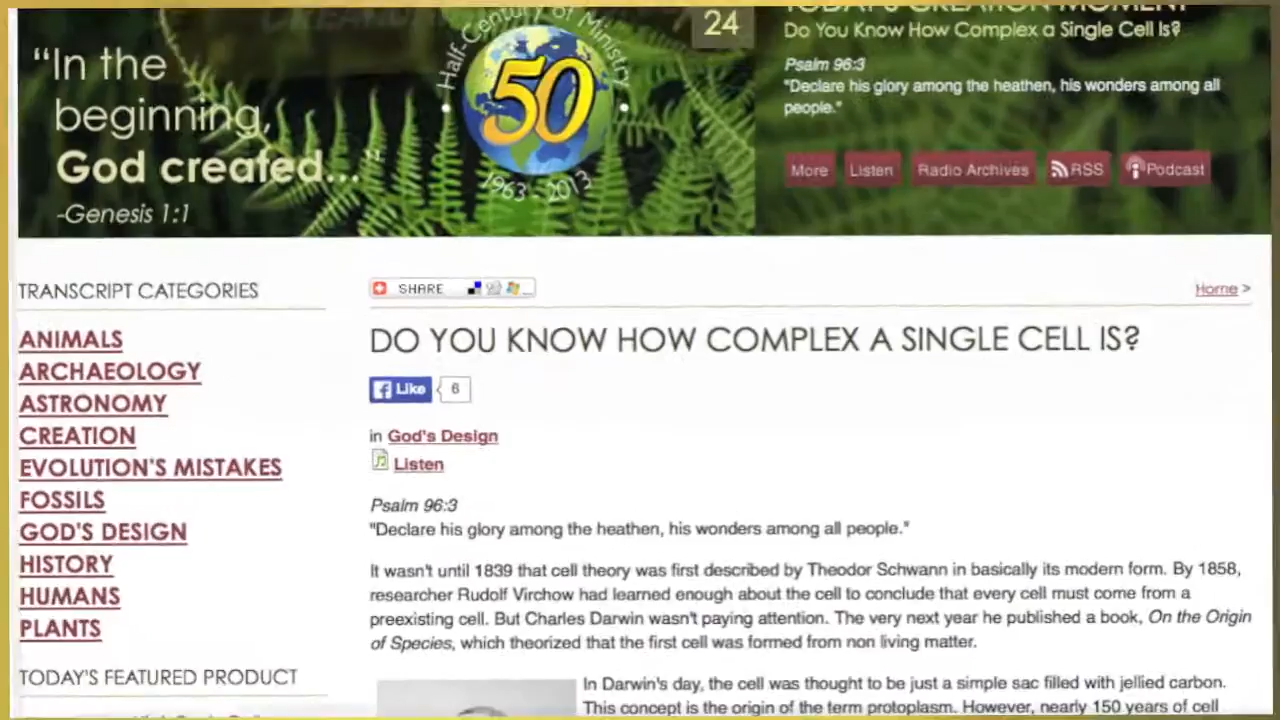 "In the
beginning,
God created...
-Genesis 1:1
Half-Century of Ministry
50
1963 - 2013
24
TODAY'S CREATION MOMENT
Do You Know How Complex a Single Cell Is?
Psalm 96:3
"Declare his glory among the heathen, his wonders among all
people."
More
Listen
Radio Archives
RSS
Podcast
TRANSCRIPT CATEGORIES
ANIMALS
ARCHAEOLOGY
ASTRONOMY
CREATION
EVOLUTION'S MISTAKES
FOSSILS
GOD'S DESIGN
HISTORY
HUMANS
PLANTS
TODAY'S FEATURED PRODUCT
SHARE
Home >
DO YOU KNOW HOW COMPLEX A SINGLE CELL IS?
Like 6
in God's Design
Listen
Psalm 96:3
"Declare his glory among the heathen, his wonders among all people."
It wasn't until 1839 that cell theory was first described by Theodor Schwann in basically its modern form. By 1858,
researcher Rudolf Virchow had learned enough about the cell to conclude that every cell must come from a
preexisting cell. But Charles Darwin wasn't paying attention. The very next year he published a book, On the Origin
of Species, which theorized that the first cell was formed from non living matter.
In Darwin's day, the cell was thought to be just a simple sac filled with jellied carbon.
This concept is the origin of the term protoplasm. However, nearly 150 years of cell